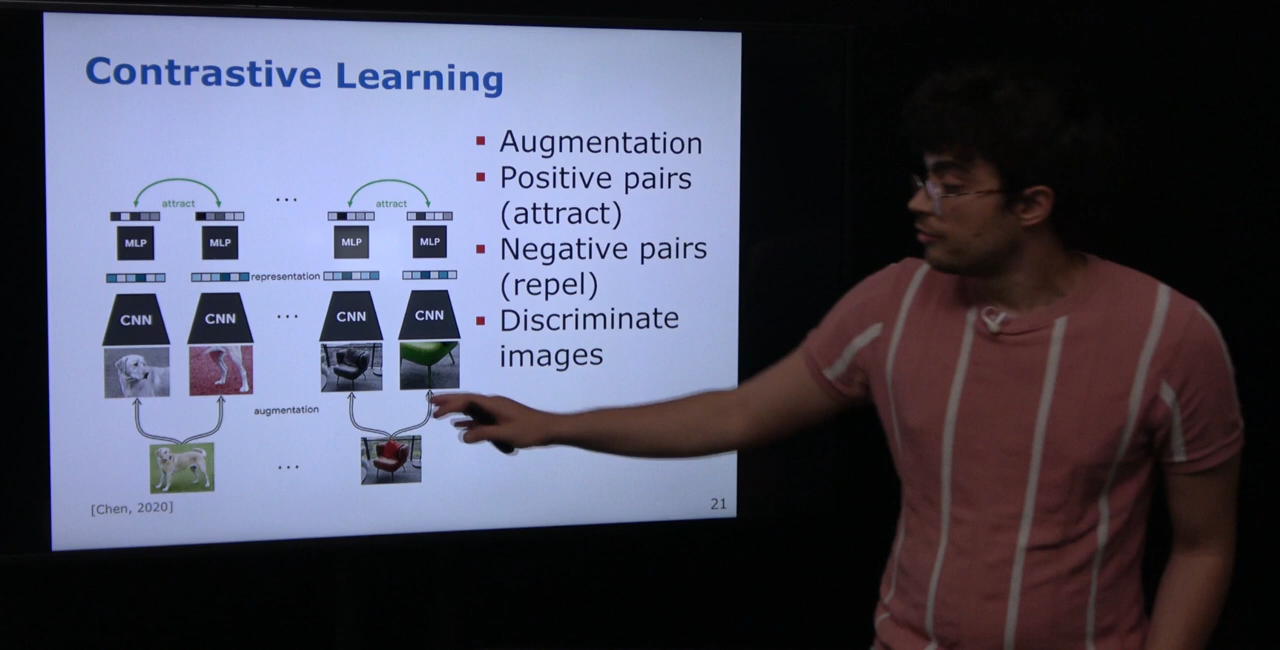 Contrastive Learning
▪ Augmentation
▪ Positive pairs
(attract)
▪ Negative pairs
(repel)
▪ Discriminate
images
attract ... attract
MLP MLP MLP MLP
representation
CNN CNN ... CNN CNN
augmentation
...
[Chen, 2020]
21